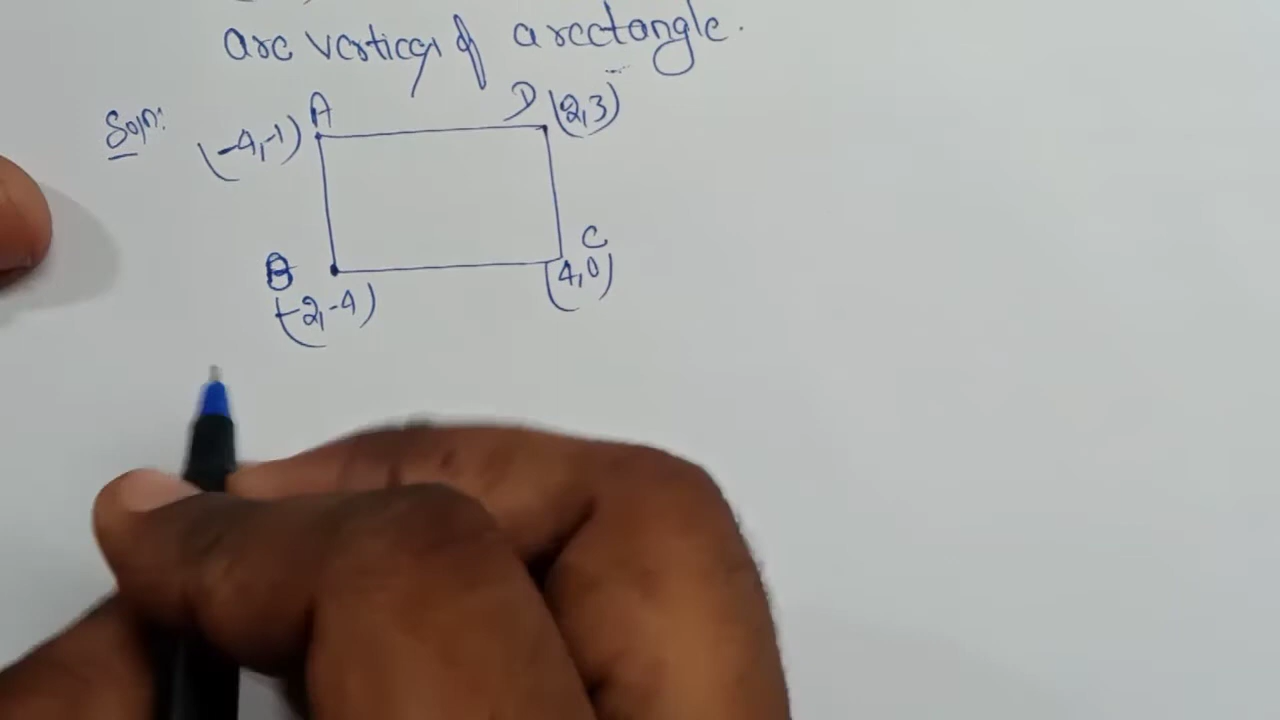 are vertices of a rectangle.
Soln:
A
D
(2,3)
(-4,-1)
C
B
(4,0)
(-2,-4)